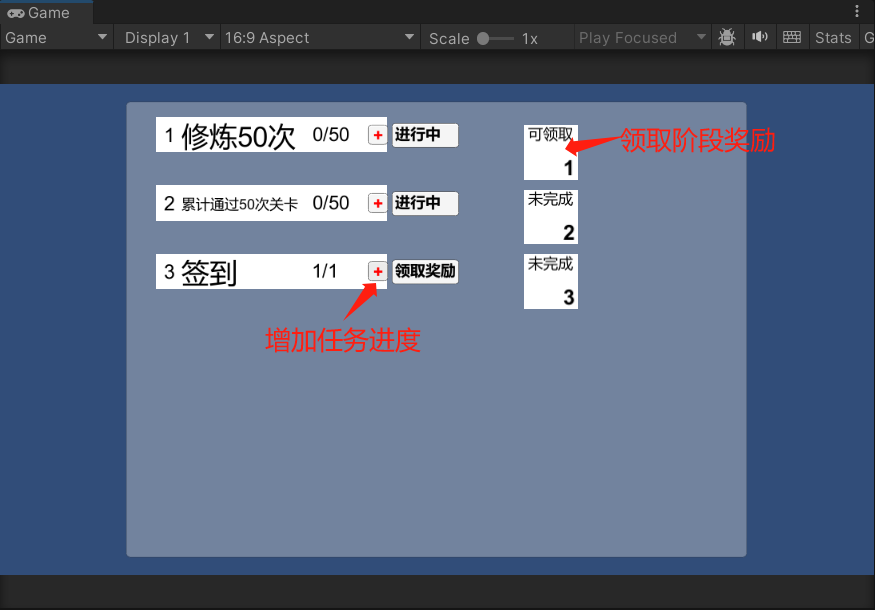 Game
Game Display 1 16:9 Aspect Scale 1x Play Focused Stats G
1 修炼50次 0/50 + 进行中
可领取
1
领取阶段奖励
2 累计通过50次关卡 0/50 + 进行中
未完成
2
3 签到 1/1 + 领取奖励
未完成
3
增加任务进度